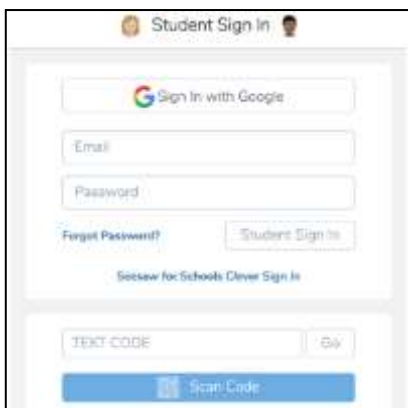 Student Sign In
Sign In with Google
Email
Password
Forgot Password? Student Sign In
Seesaw for Schools Clever Sign In
TEXT CODE Go
Scan Code